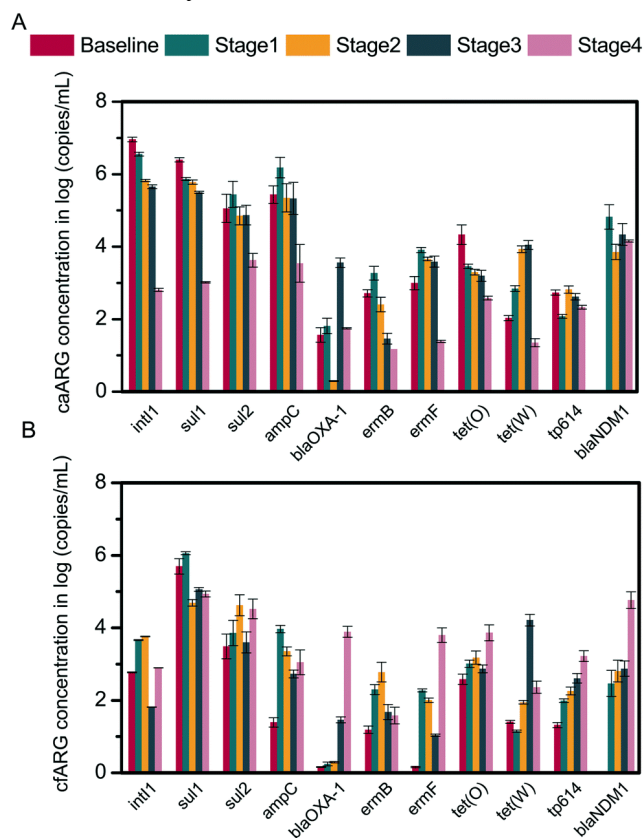 A
Baseline Stage1 Stage2 Stage3 Stage4
caARG concentration in log (copies/mL)
8
6
4
2
0
intI1 sul1 sul2 ampC blaOXA-1 ermB ermF tet(O) tet(W) tp614 blaNDM1
B
cfARG concentration in log (copies/mL)
8
6
4
2
0
intI1 sul1 sul2 ampC blaOXA-1 ermB ermF tet(O) tet(W) tp614 blaNDM1